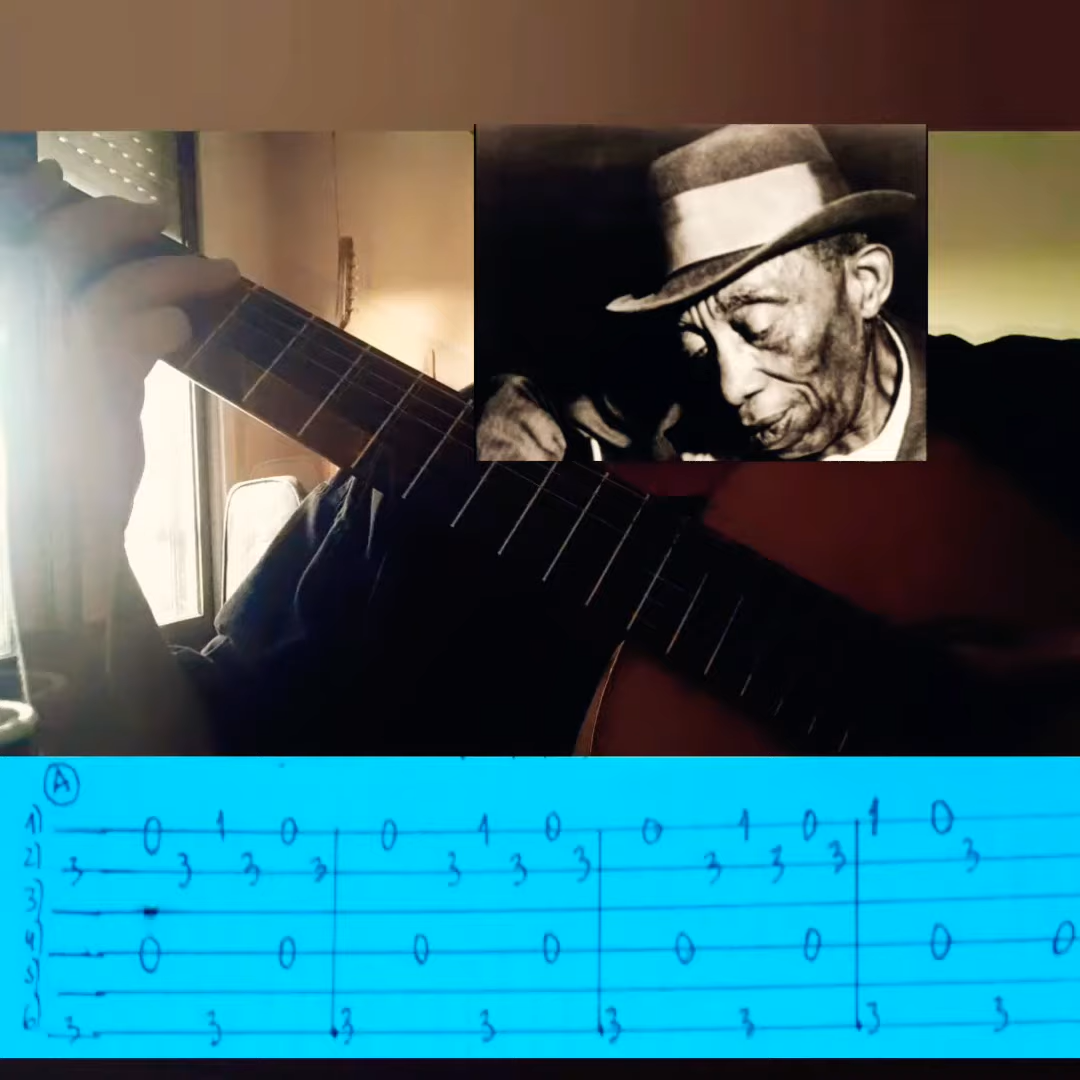 A
1) 0 1 0 0 1 0 0 1 0 1 0
2) 3 3 3 3 3 3 3 3 3 3 3
3)
4) 0 0 0 0 0 0 0 0
5)
6) 3 3 3 3 3 3 3 3